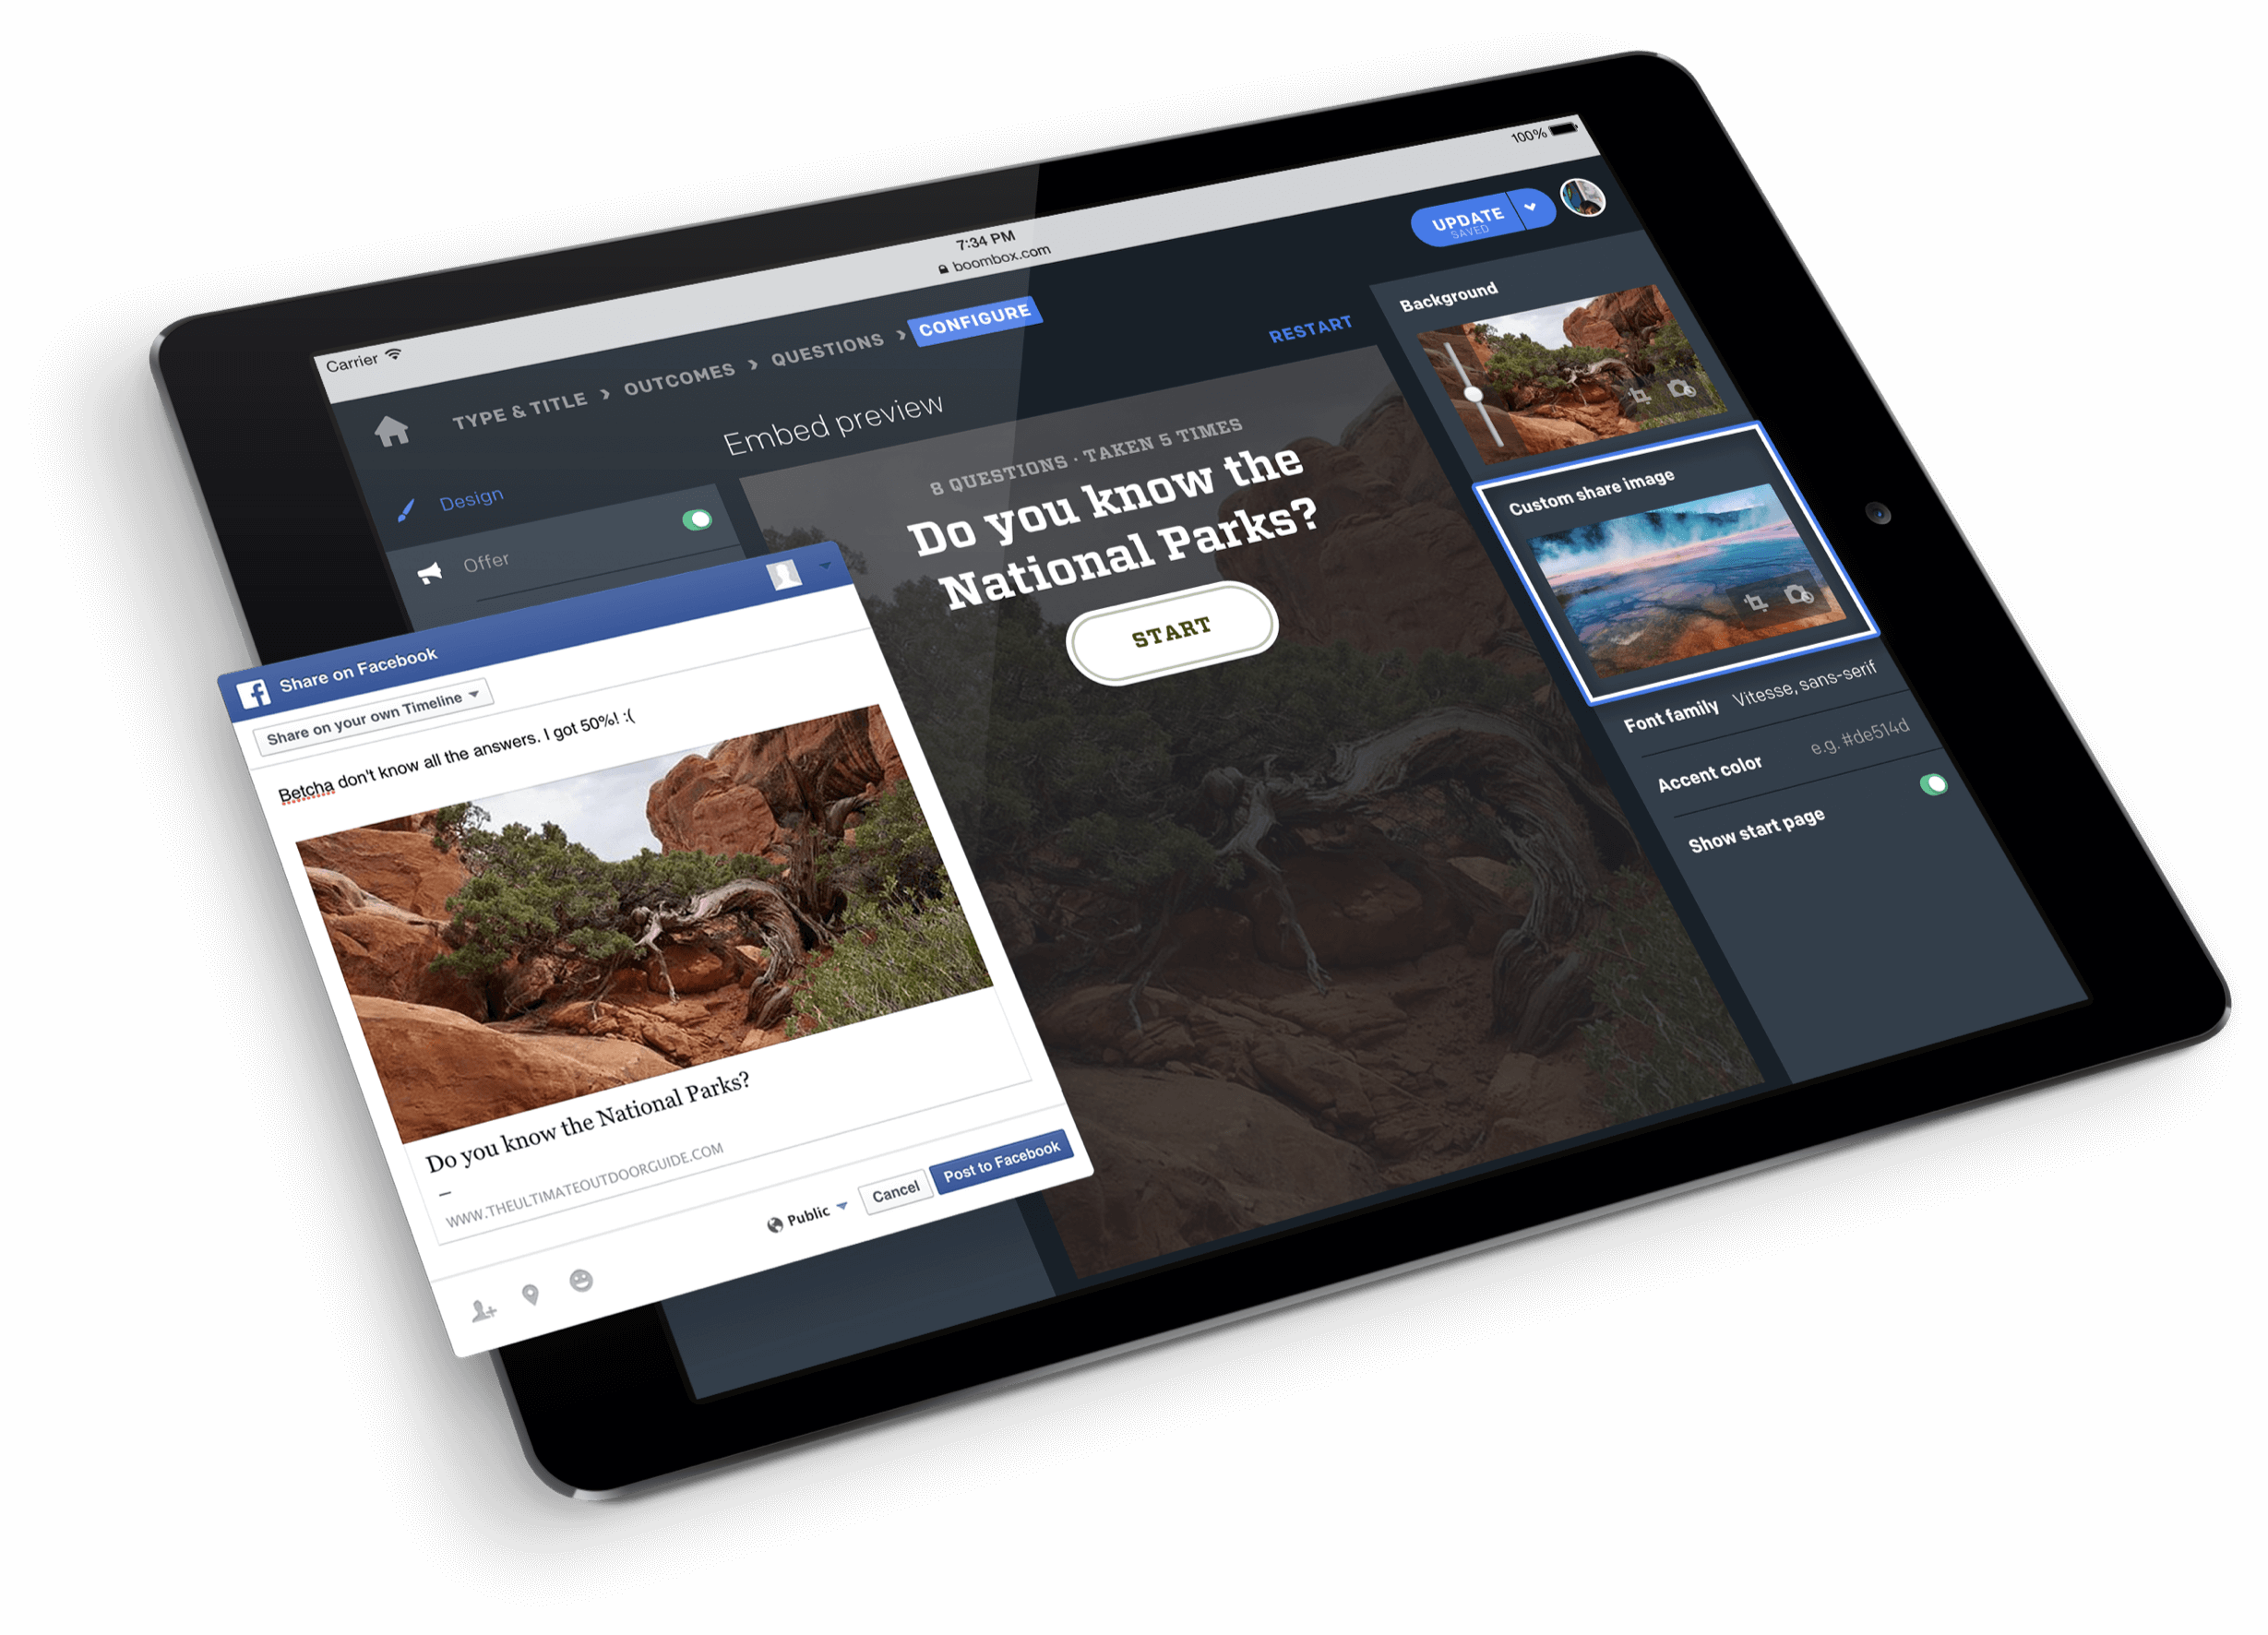 Carrier
7:34 PM
boombox.com
100%
TYPE & TITLE > OUTCOMES > QUESTIONS > CONFIGURE
UPDATE
SAVED
Design
Offer
Embed preview
RESTART
8 QUESTIONS · TAKEN 5 TIMES
Do you know the
National Parks?
START
Background
Custom share image
Font family Vitesse, sans-serif
Accent color e.g. #de514d
Show start page
f Share on Facebook
Share on your own Timeline
Betcha don't know all the answers. I got 50%! :(
Do you know the National Parks?
–
WWW.THEULTIMATEOUTDOORGUIDE.COM
Public
Cancel
Post to Facebook